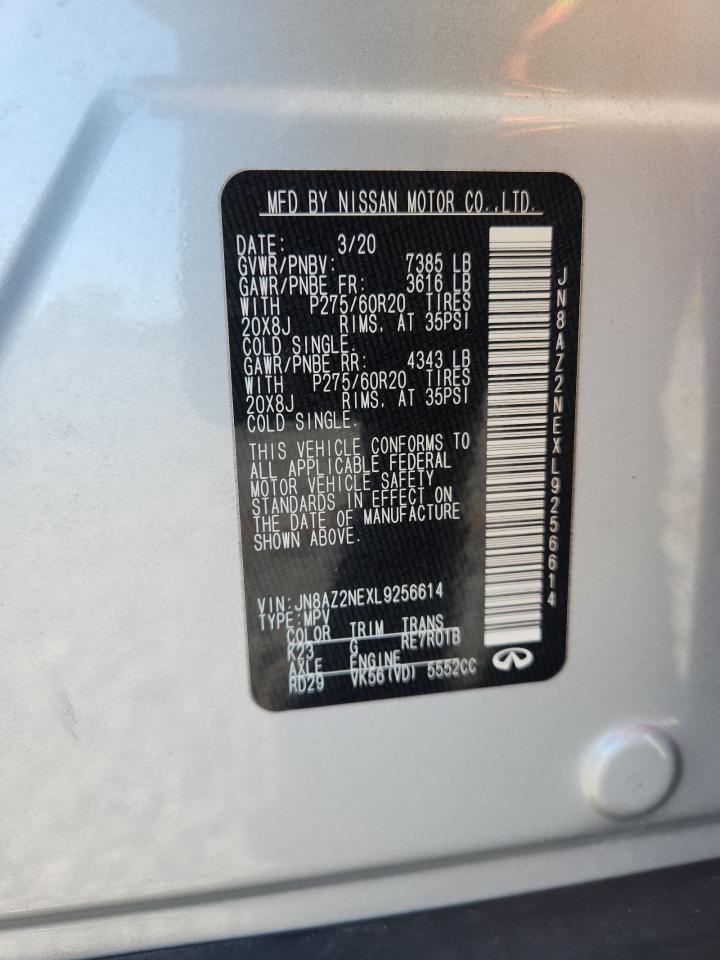 MFD BY NISSAN MOTOR CO.,LTD.
DATE: 3/20
GVWR/PNBV: 7385 LB
GAWR/PNBE FR: 3616 LB
WITH P275/60R20 TIRES
20X8J RIMS, AT 35PSI
COLD SINGLE.
GAWR/PNBE RR: 4343 LB
WITH P275/60R20 TIRES
20X8J RIMS, AT 35PSI
COLD SINGLE.
THIS VEHICLE CONFORMS TO
ALL APPLICABLE FEDERAL
MOTOR VEHICLE SAFETY
STANDARDS IN EFFECT ON
THE DATE OF MANUFACTURE
SHOWN ABOVE.
VIN:JN8AZ2NEXL9256614
TYPE:MPV
COLOR TRIM TRANS
K23 G RE7R01B
AXLE ENGINE
RD29 VK56(VD) 5552CC
JN8AZ2NEXL9256614